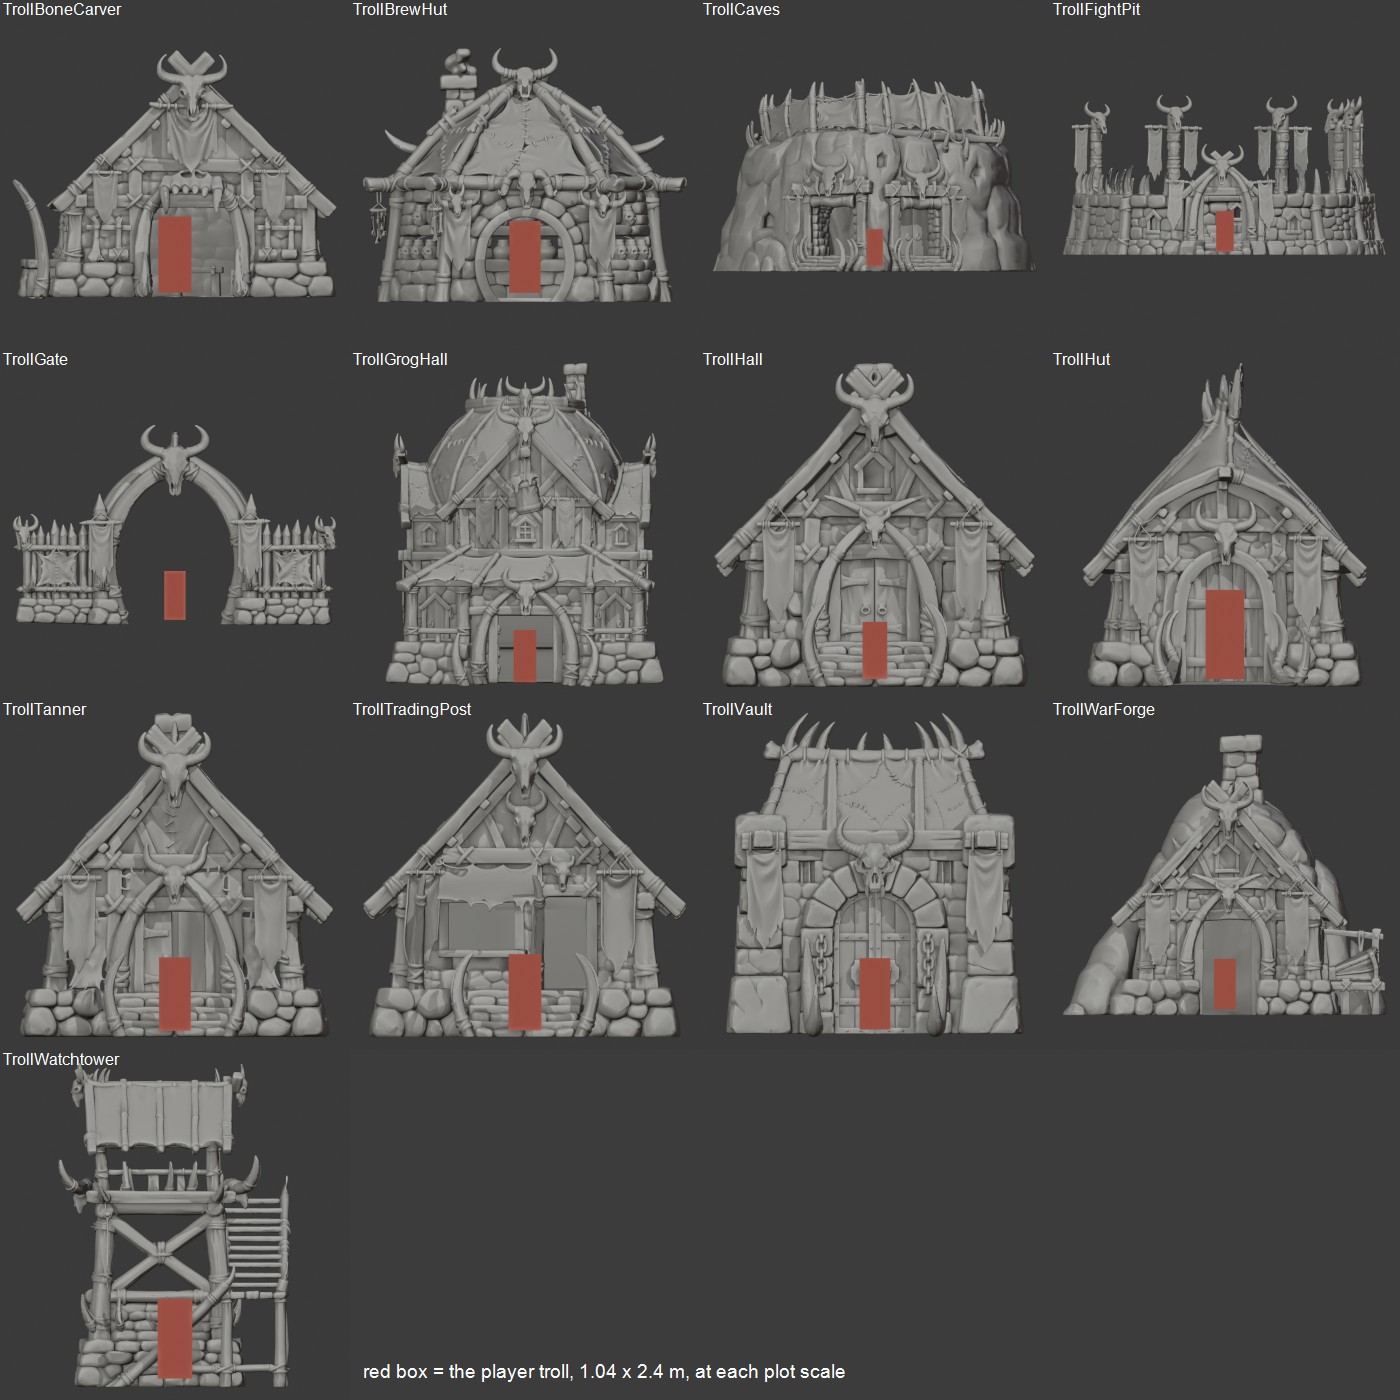 TrollBoneCarver
TrollBrewHut
TrollCaves
TrollFightPit
TrollGate
TrollGrogHall
TrollHall
TrollHut
TrollTanner
TrollTradingPost
TrollVault
TrollWarForge
TrollWatchtower
red box = the player troll, 1.04 x 2.4 m, at each plot scale